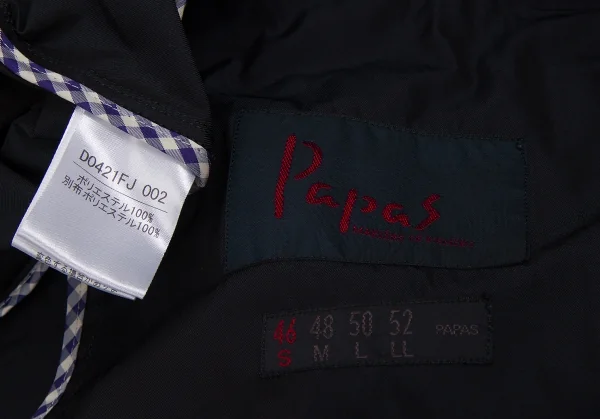 DO421FJ 002
ポリエステル100%
別布 ポリエステル100%
Papas
46 48 50 52 PAPAS
S M L LL